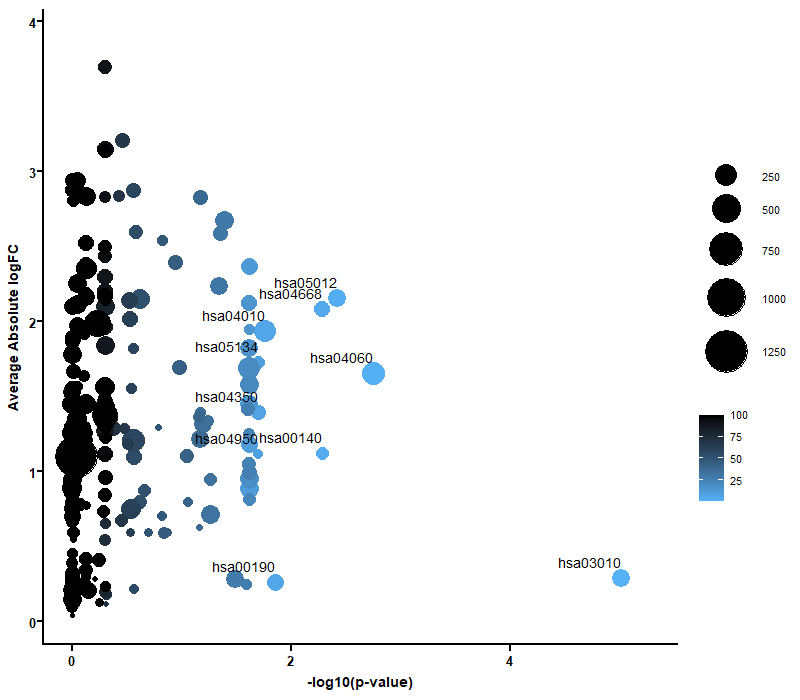 4
3
2
1
0
Average Absolute logFC
0
2
4
-log10(p-value)
hsa05012
hsa04668
hsa04010
hsa05134
hsa04060
hsa04350
hsa04950
hsa00140
hsa00190
hsa03010
250
500
750
1000
1250
100
75
50
25